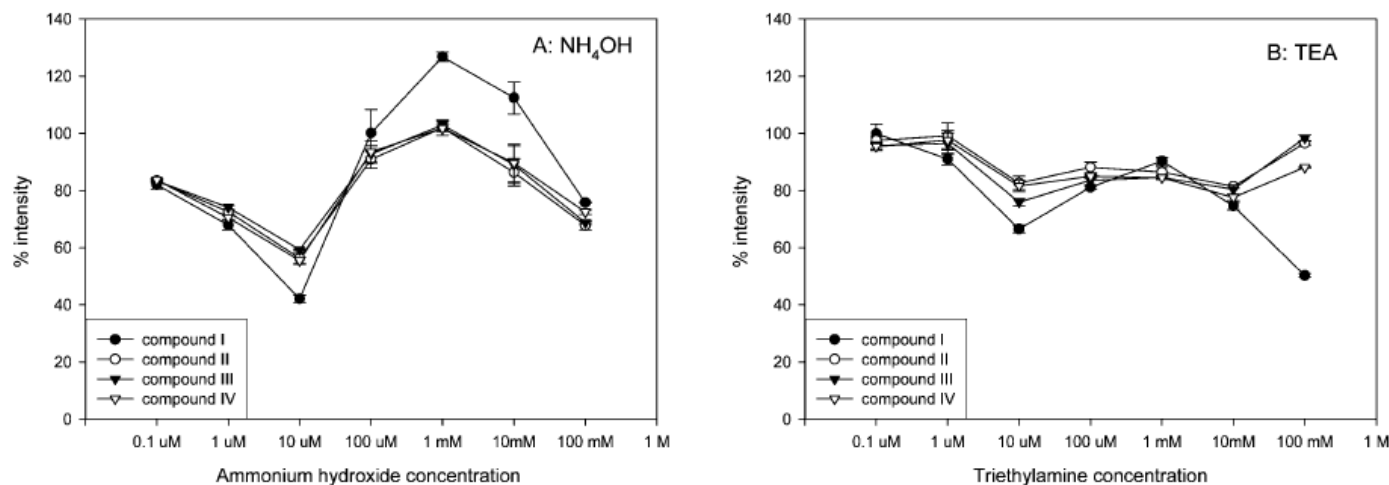 A: NH₄OH
140
120
100
80
60
40
20
0
% intensity
compound I
compound II
compound III
compound IV
0.1 uM 1 uM 10 uM 100 uM 1 mM 10mM 100 mM 1 M
Ammonium hydroxide concentration
B: TEA
140
120
100
80
60
40
20
0
% intensity
compound I
compound II
compound III
compound IV
0.1 uM 1 uM 10 uM 100 uM 1 mM 10mM 100 mM 1 M
Triethylamine concentration